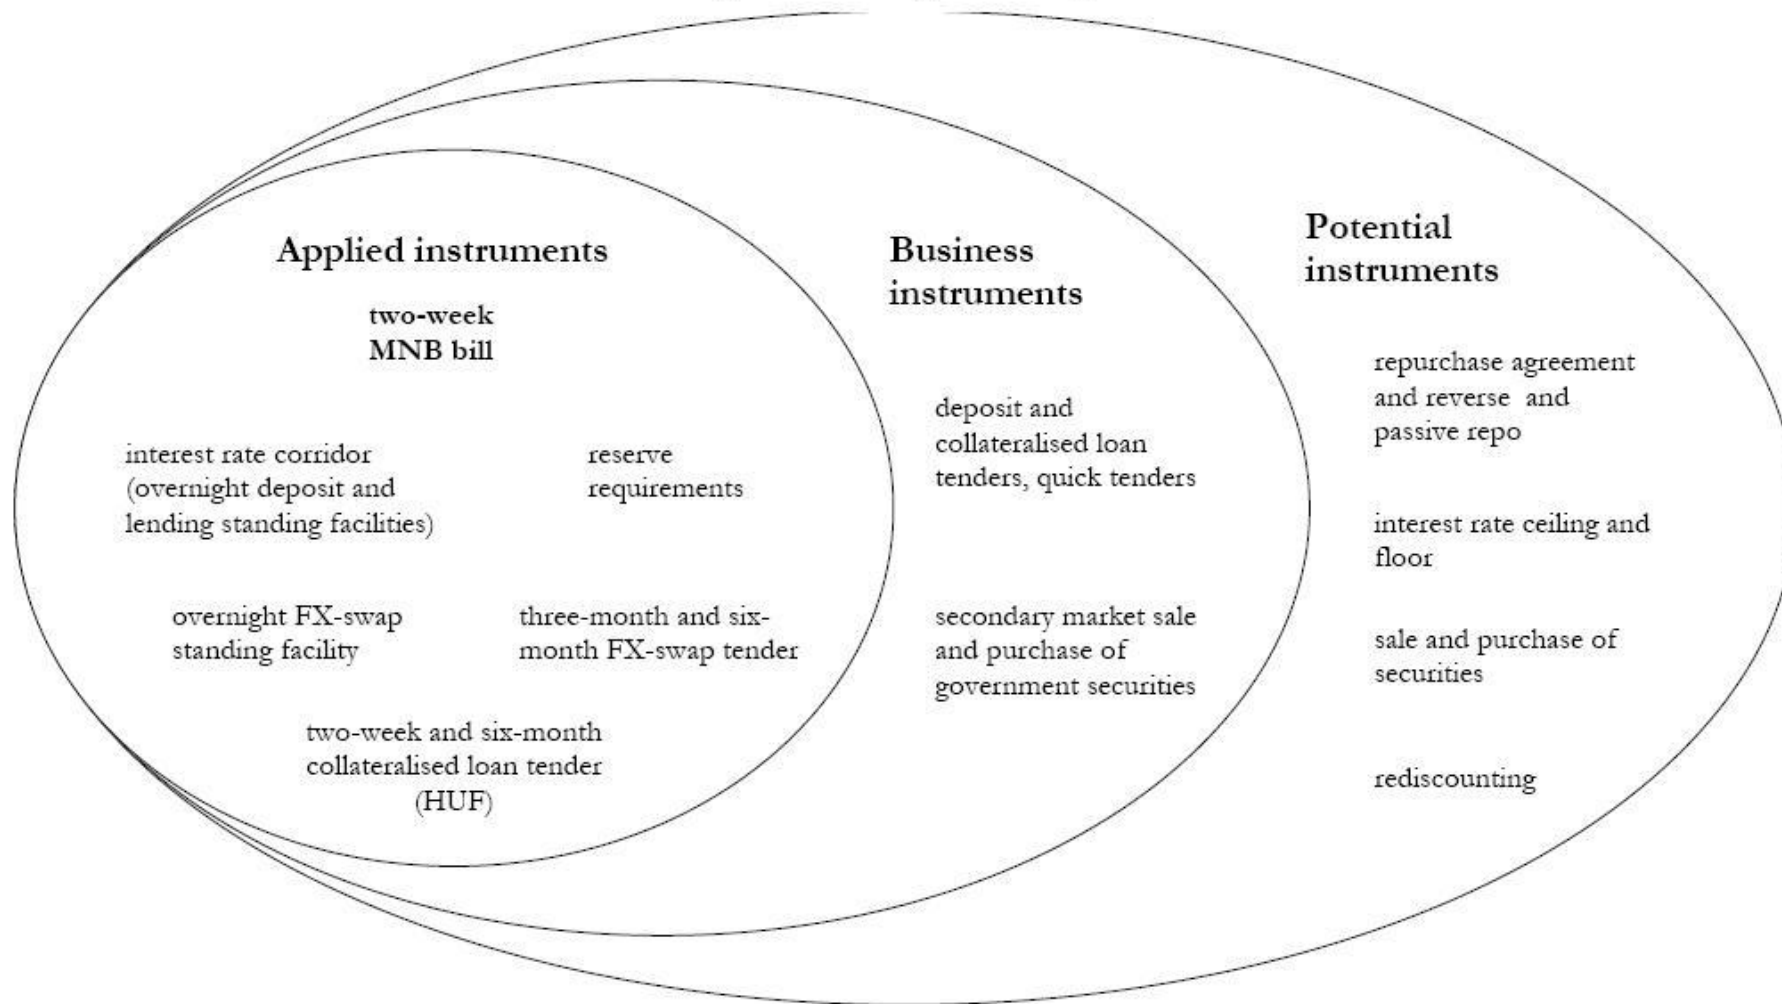 Applied instruments
two-week
MNB bill
interest rate corridor
(overnight deposit and
lending standing facilities)
reserve
requirements
overnight FX-swap
standing facility
three-month and six-
month FX-swap tender
two-week and six-month
collateralised loan tender
(HUF)
Business
instruments
deposit and
collateralised loan
tenders, quick tenders
secondary market sale
and purchase of
government securities
Potential
instruments
repurchase agreement
and reverse and
passive repo
interest rate ceiling and
floor
sale and purchase of
securities
rediscounting